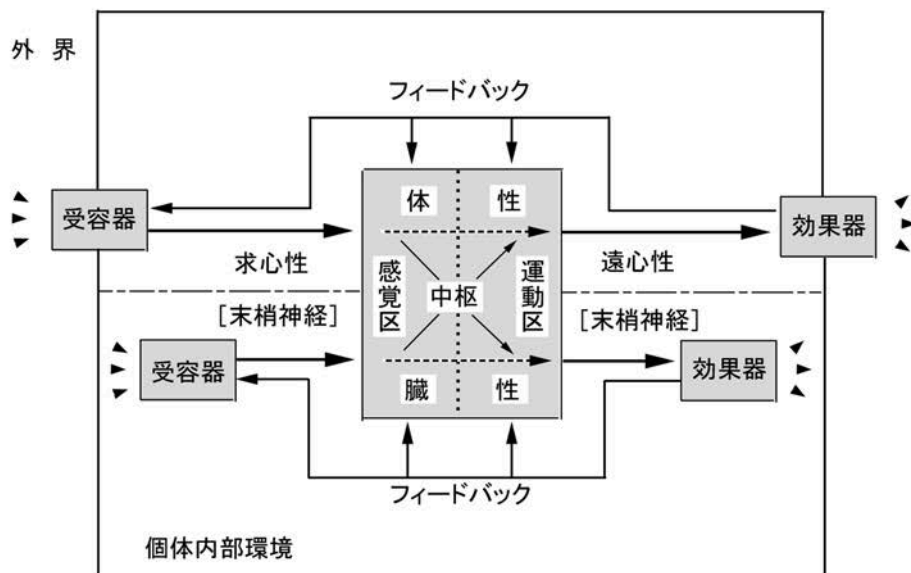 外 界
フィードバック
体 性
受容器
効果器
求心性
遠心性
感覚区
中枢
運動区
[末梢神経]
[末梢神経]
受容器
効果器
臓 性
フィードバック
個体内部環境